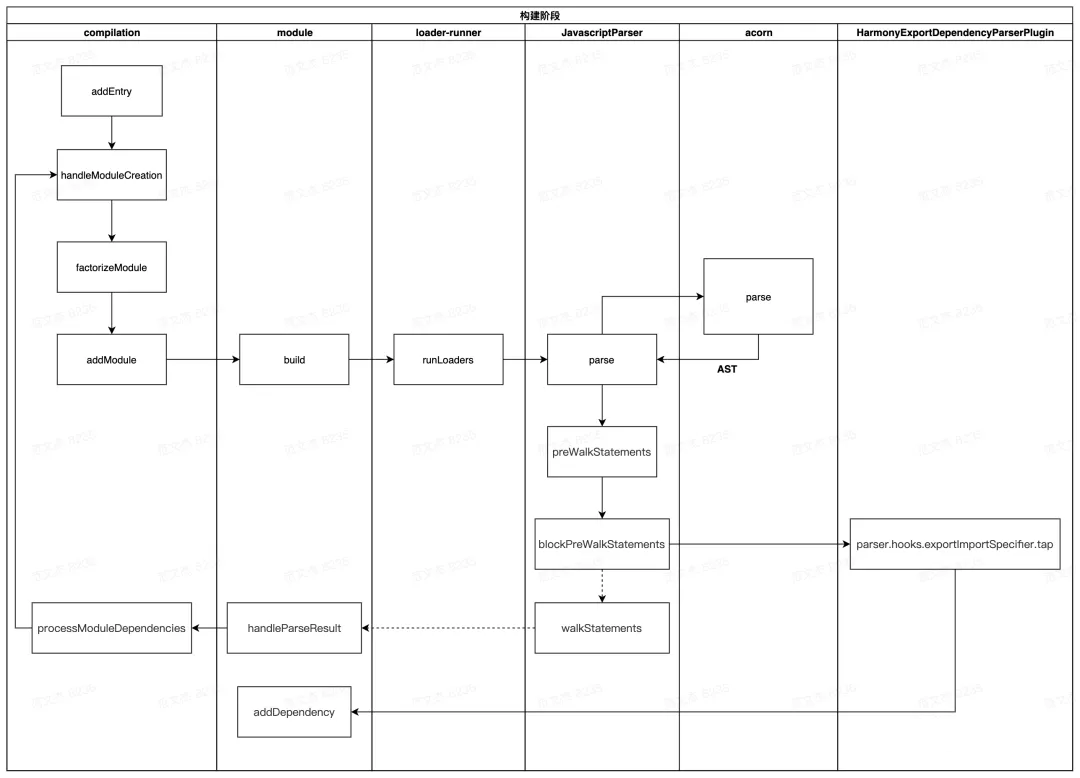 构建阶段
compilation
module
loader-runner
JavascriptParser
acorn
HarmonyExportDependencyParserPlugin
addEntry
handleModuleCreation
factorizeModule
parse
addModule
build
runLoaders
parse
AST
preWalkStatements
blockPreWalkStatements
parser.hooks.exportImportSpecifier.tap
processModuleDependencies
handleParseResult
walkStatements
addDependency